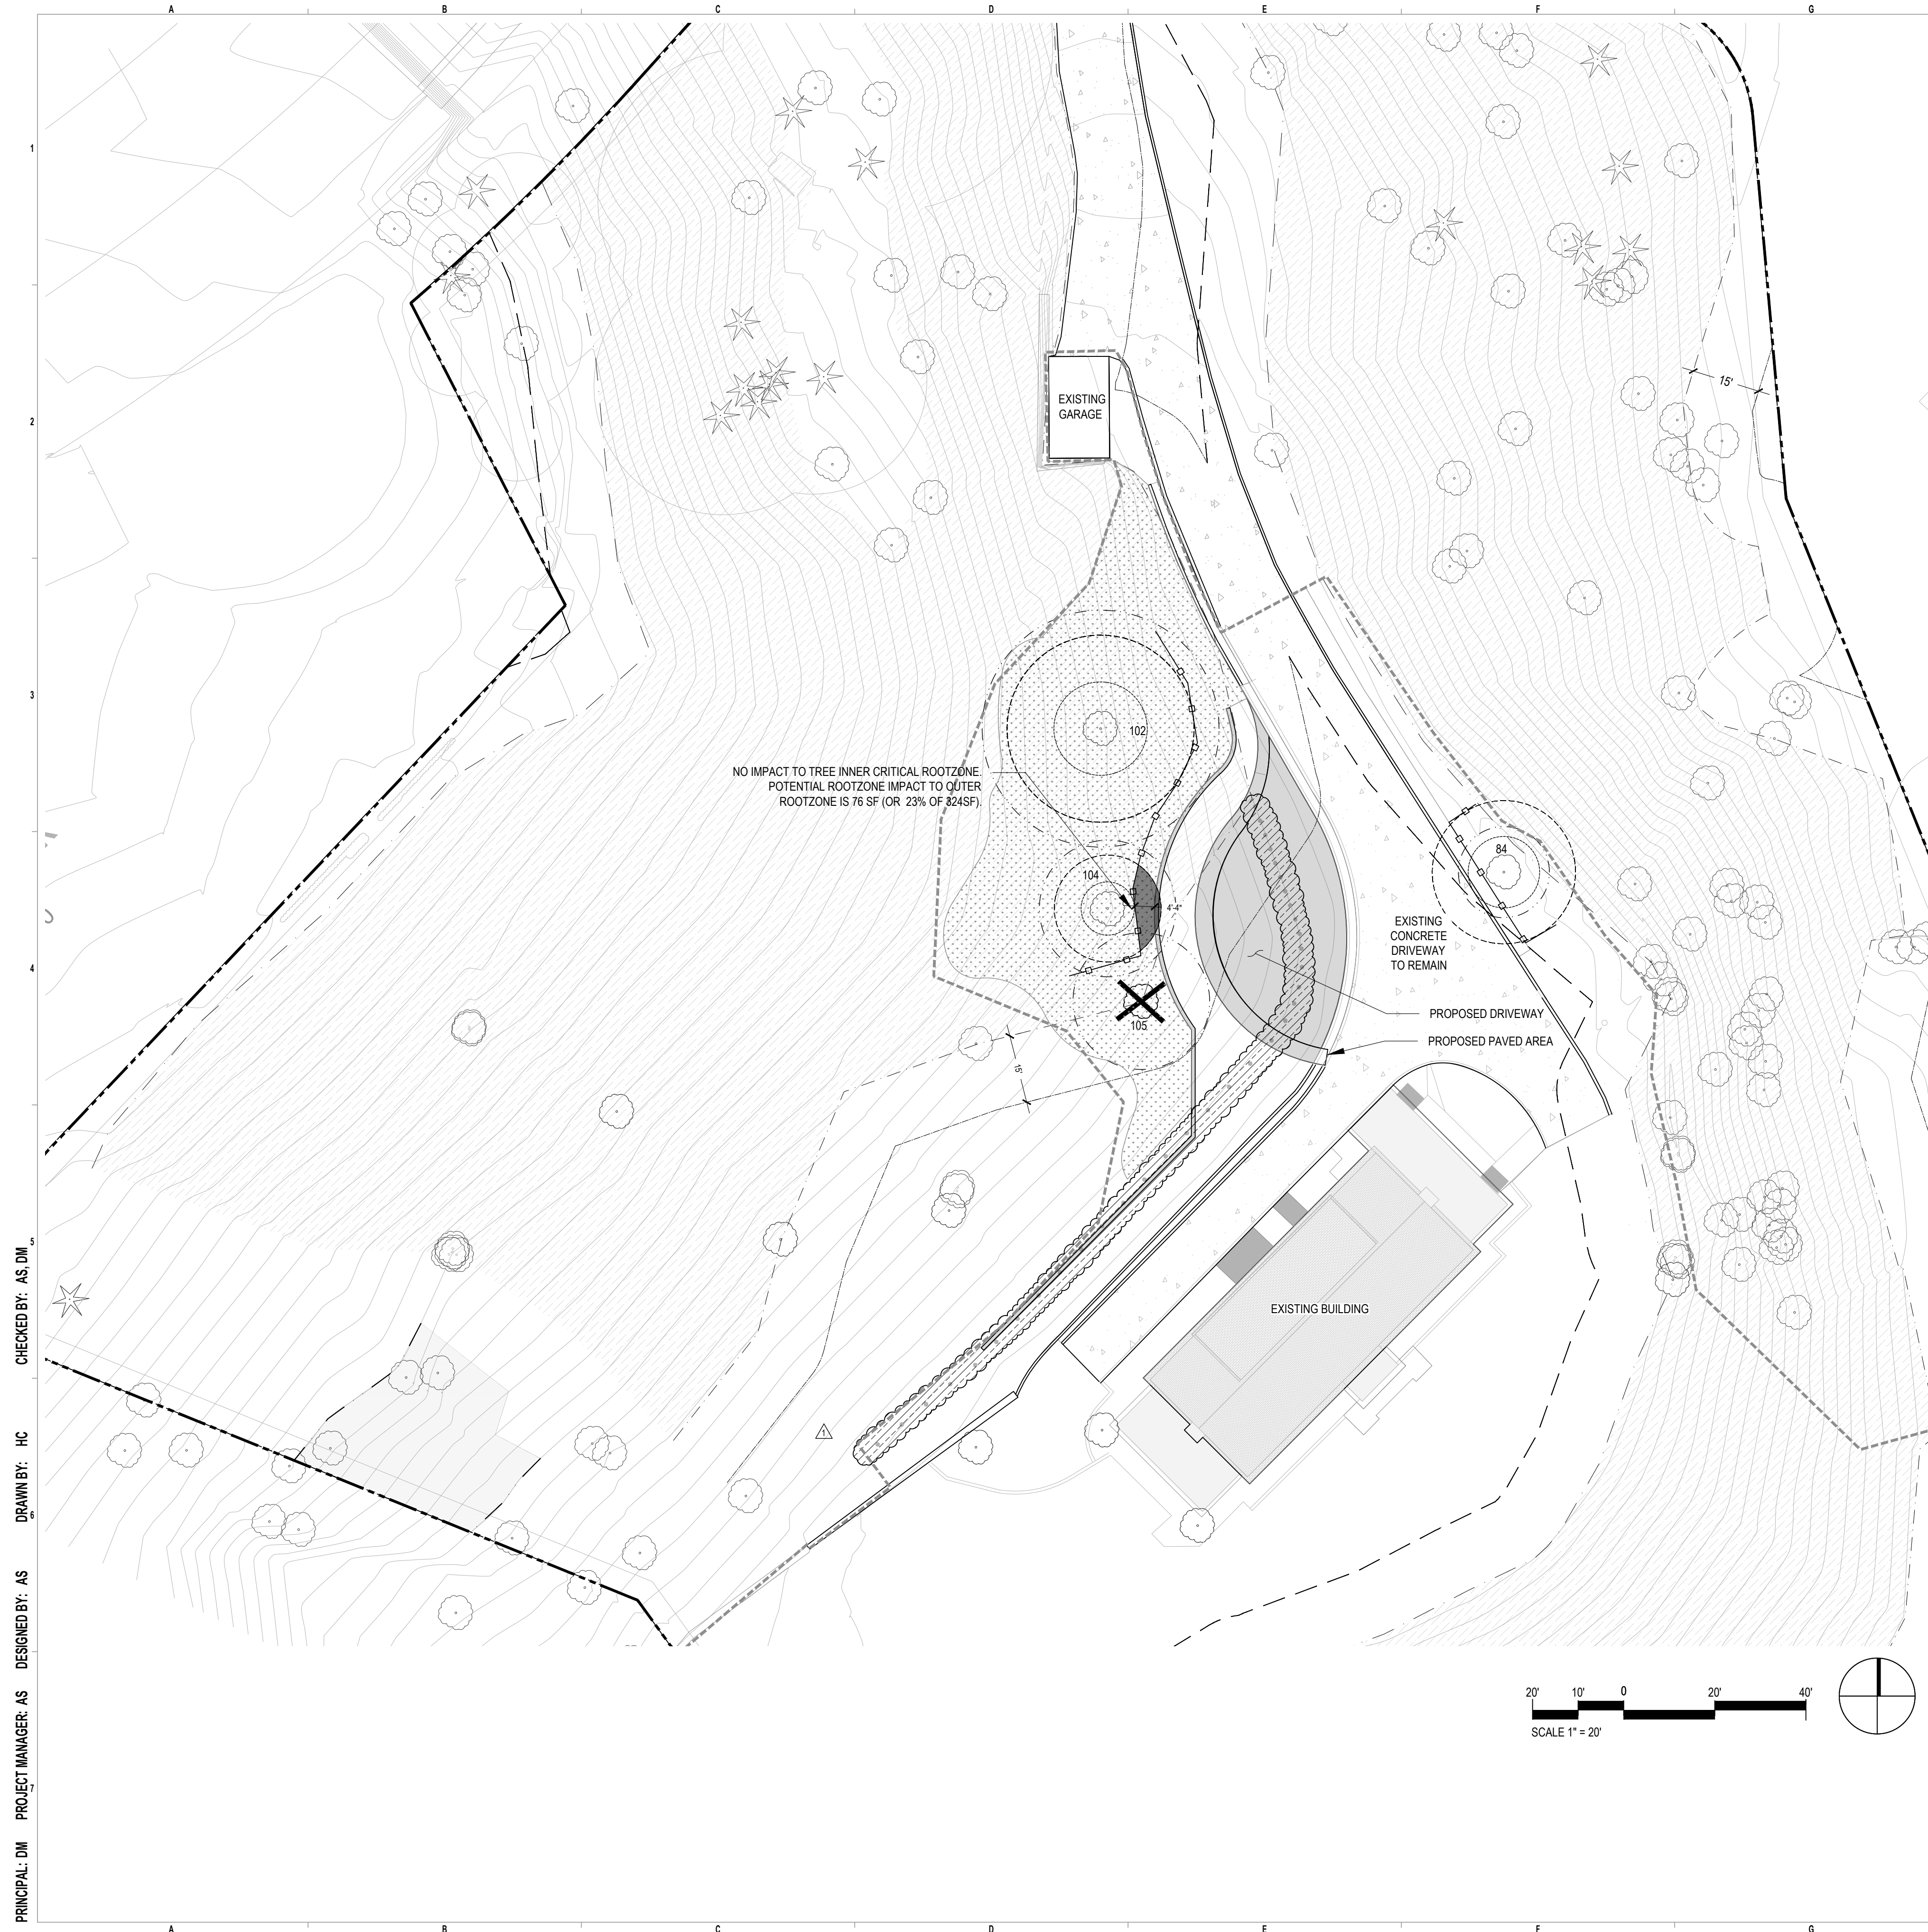 A B C D E F G
1
15'
EXISTING
GARAGE
2
3
102
NO IMPACT TO TREE INNER CRITICAL ROOTZONE.
POTENTIAL ROOTZONE IMPACT TO OUTER
ROOTZONE IS 76 SF (OR 23% OF 324SF).
84
104
4'-4"
EXISTING
CONCRETE
DRIVEWAY
TO REMAIN
4
PROPOSED DRIVEWAY
105
PROPOSED PAVED AREA
15'
5
EXISTING BUILDING
1
6
20' 10' 0 20' 40'
SCALE 1" = 20'
7
PRINCIPAL: DM PROJECT MANAGER: AS DESIGNED BY: AS DRAWN BY: HC CHECKED BY: AS, DM
A B C D E F G